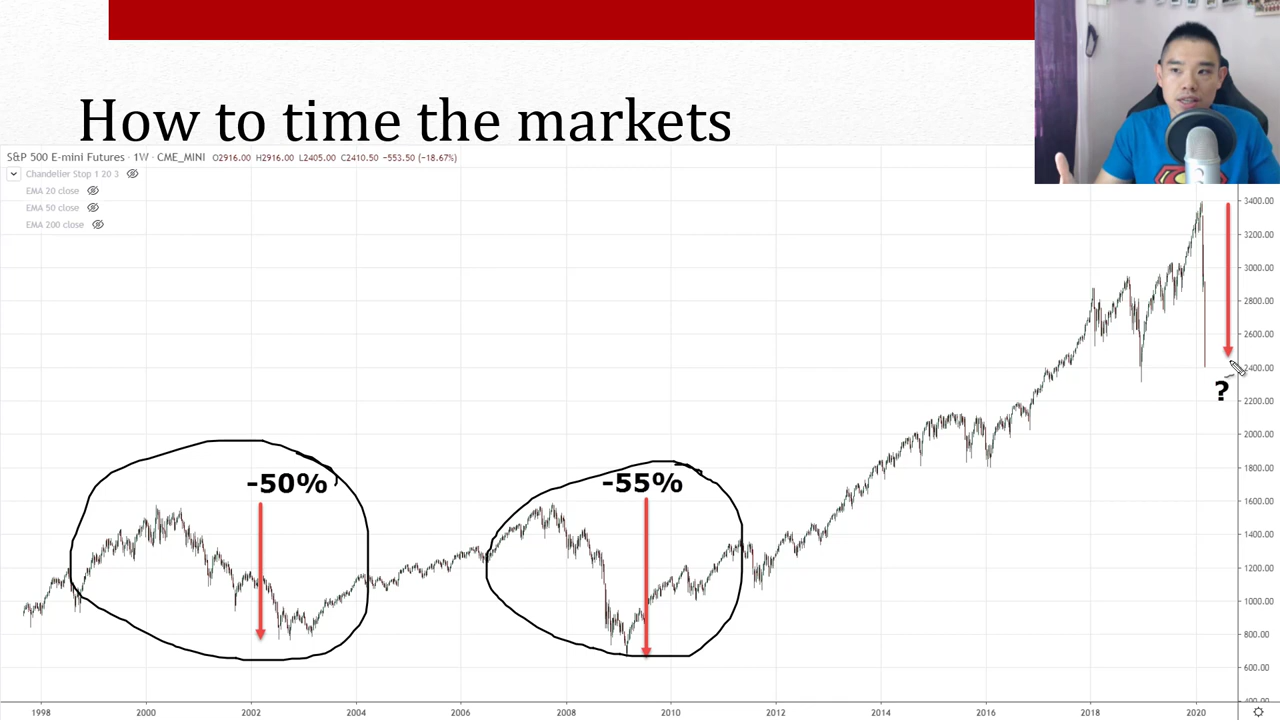 How to time the markets
S&P 500 E-mini Futures · 1W · CME_MINI O2916.00 H2916.00 L2405.00 C2410.50 −553.50 (−18.67%)
Chandelier Stop 1 20 3
EMA 20 close
EMA 50 close
EMA 200 close
3400.00
3200.00
3000.00
2800.00
2600.00
2400.00
?
2200.00
2000.00
1800.00
-50%
-55%
1600.00
1400.00
1200.00
1000.00
800.00
600.00
1998 2000 2002 2004 2006 2008 2010 2012 2014 2016 2018 2020